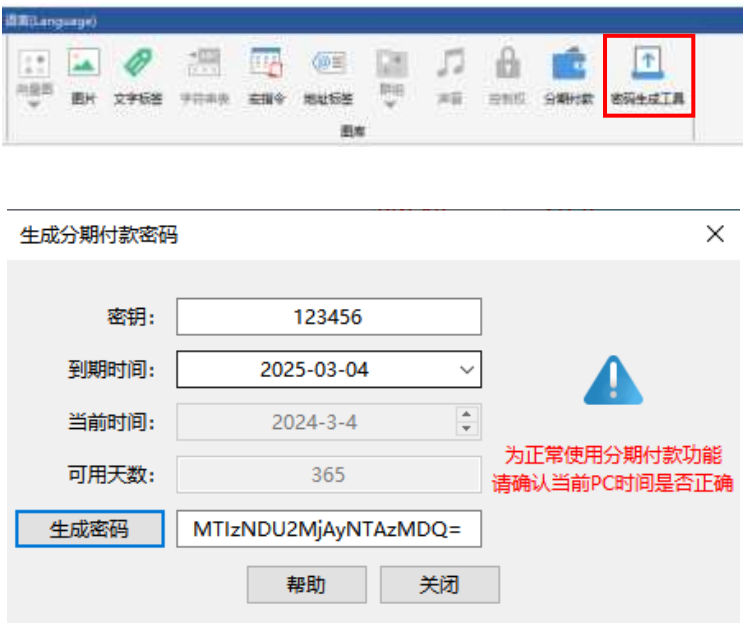 语言(Language)
向量图 图片 文字标签 字符串表 宏指令 地址标签 群组 声音 控制权 分期付款 密码生成工具
图库
生成分期付款密码
密钥: 123456
到期时间: 2025-03-04
当前时间: 2024-3-4
可用天数: 365
为正常使用分期付款功能
请确认当前PC时间是否正确
生成密码 MTIzNDU2MjAyNTAzMDQ=
帮助 关闭